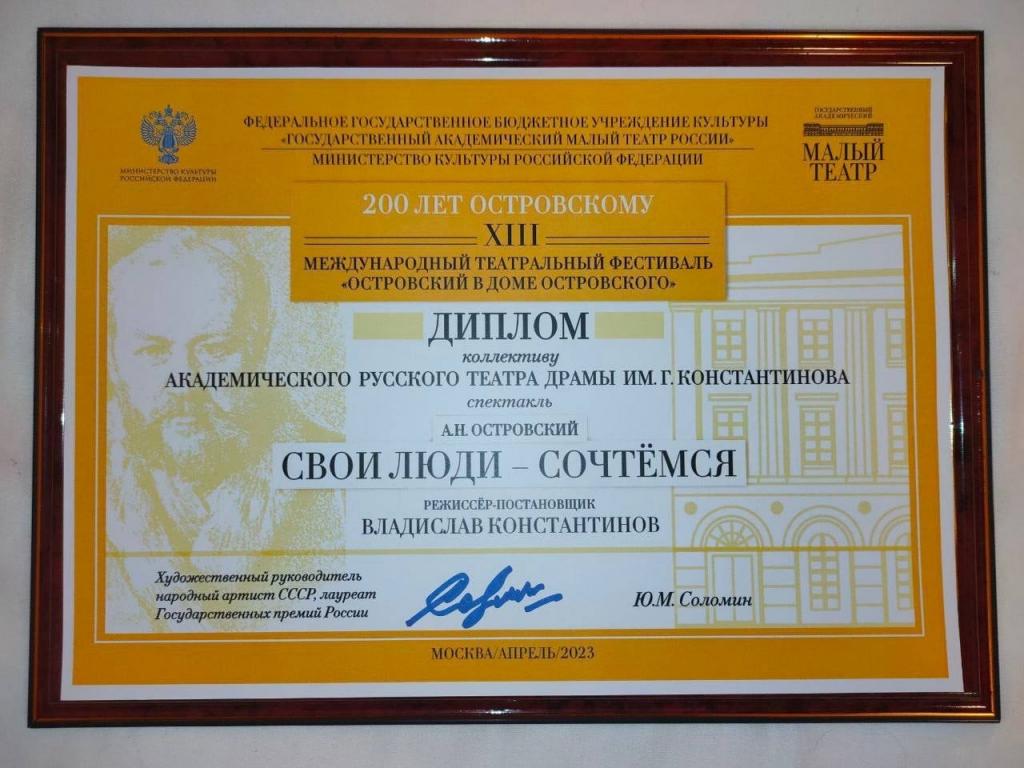 ФЕДЕРАЛЬНОЕ ГОСУДАРСТВЕННОЕ БЮДЖЕТНОЕ УЧРЕЖДЕНИЕ КУЛЬТУРЫ
«ГОСУДАРСТВЕННЫЙ АКАДЕМИЧЕСКИЙ МАЛЫЙ ТЕАТР РОССИИ»
МИНИСТЕРСТВО КУЛЬТУРЫ РОССИЙСКОЙ ФЕДЕРАЦИИ
МИНИСТЕРСТВО КУЛЬТУРЫ
РОССИЙСКОЙ ФЕДЕРАЦИИ
ГОСУДАРСТВЕННЫЙ
АКАДЕМИЧЕСКИЙ
МАЛЫЙ
ТЕАТР
200 ЛЕТ ОСТРОВСКОМУ
XIII
МЕЖДУНАРОДНЫЙ ТЕАТРАЛЬНЫЙ ФЕСТИВАЛЬ
«ОСТРОВСКИЙ В ДОМЕ ОСТРОВСКОГО»
ДИПЛОМ
коллективу
АКАДЕМИЧЕСКОГО РУССКОГО ТЕАТРА ДРАМЫ ИМ. Г. КОНСТАНТИНОВА
спектакль
А.Н. ОСТРОВСКИЙ
СВОИ ЛЮДИ – СОЧТЁМСЯ
РЕЖИССЁР-ПОСТАНОВЩИК
ВЛАДИСЛАВ КОНСТАНТИНОВ
Художественный руководитель
народный артист СССР, лауреат
Государственных премий России
Ю.М. Соломин
МОСКВА/АПРЕЛЬ/2023